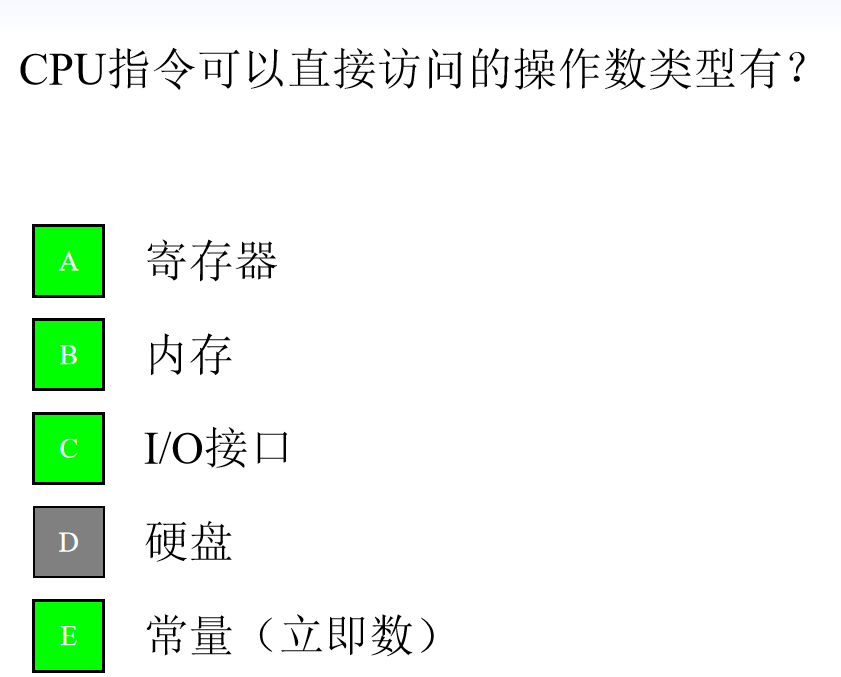 CPU指令可以直接访问的操作数类型有？
A 寄存器
B 内存
C I/O接口
D 硬盘
E 常量（立即数）